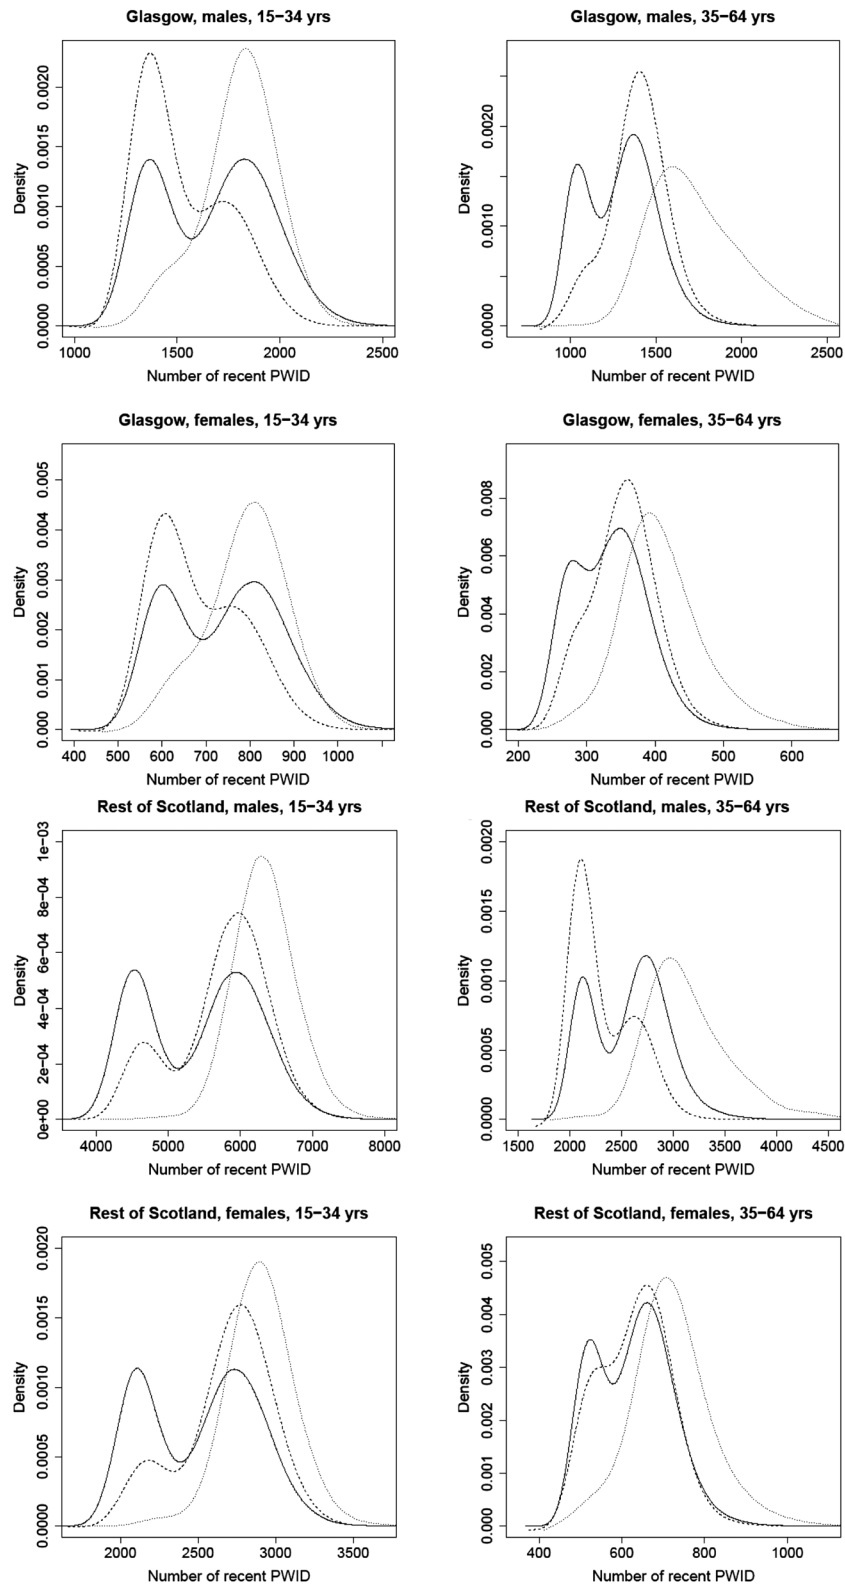 Glasgow, males, 15−34 yrs
Glasgow, males, 35−64 yrs
Density
0.0000 0.0005 0.0010 0.0015 0.0020
1000 1500 2000 2500
Number of recent PWID
Density
0.0000 0.0010 0.0020
1000 1500 2000 2500
Number of recent PWID
Glasgow, females, 15−34 yrs
Glasgow, females, 35−64 yrs
Density
0.000 0.001 0.002 0.003 0.004 0.005
400 500 600 700 800 900 1000
Number of recent PWID
Density
0.000 0.002 0.004 0.006 0.008
200 300 400 500 600
Number of recent PWID
Rest of Scotland, males, 15−34 yrs
Rest of Scotland, males, 35−64 yrs
Density
0e+00 2e−04 4e−04 6e−04 8e−04 1e−03
4000 5000 6000 7000 8000
Number of recent PWID
Density
0.0000 0.0005 0.0010 0.0015 0.0020
1500 2000 2500 3000 3500 4000 4500
Number of recent PWID
Rest of Scotland, females, 15−34 yrs
Rest of Scotland, females, 35−64 yrs
Density
0.0000 0.0005 0.0010 0.0015 0.0020
2000 2500 3000 3500
Number of recent PWID
Density
0.000 0.001 0.002 0.003 0.004 0.005
400 600 800 1000
Number of recent PWID